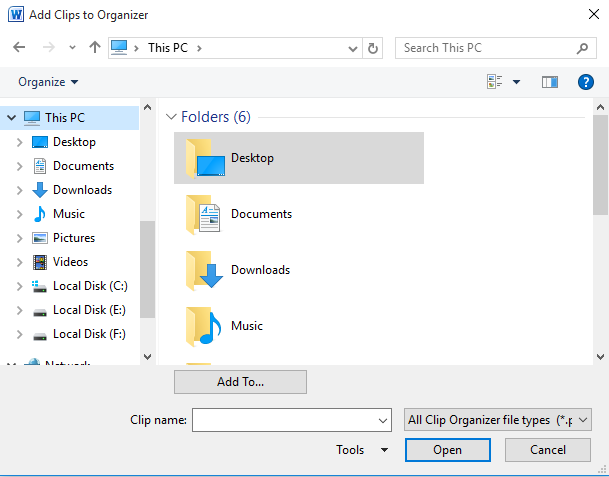 Add Clips to Organizer
This PC
Search This PC
Organize
This PC
Desktop
Documents
Downloads
Music
Pictures
Videos
Local Disk (C:)
Local Disk (E:)
Local Disk (F:)
Network
Folders (6)
Desktop
Documents
Downloads
Music
Add To...
Clip name:
All Clip Organizer file types (*.p
Tools
Open
Cancel